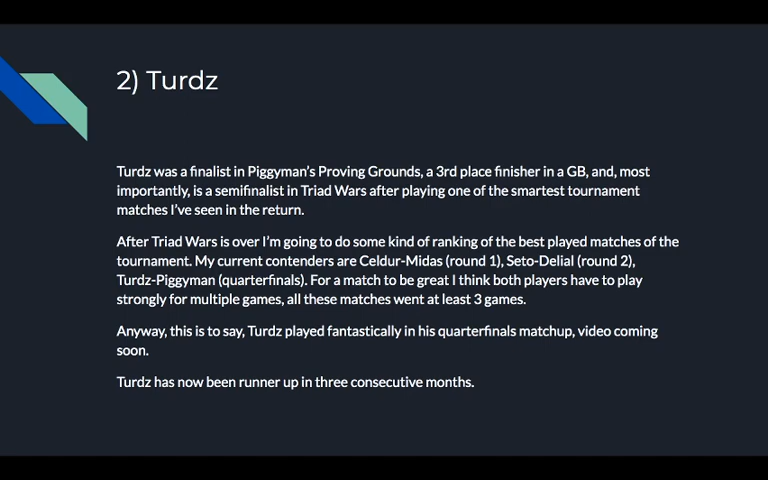 2) Turdz
Turdz was a finalist in Piggyman's Proving Grounds, a 3rd place finisher in a GB, and, most
importantly, is a semifinalist in Triad Wars after playing one of the smartest tournament
matches I've seen in the return.
After Triad Wars is over I'm going to do some kind of ranking of the best played matches of the
tournament. My current contenders are Celdur-Midas (round 1), Seto-Delial (round 2),
Turdz-Piggyman (quarterfinals). For a match to be great I think both players have to play
strongly for multiple games, all these matches went at least 3 games.
Anyway, this is to say, Turdz played fantastically in his quarterfinals matchup, video coming
soon.
Turdz has now been runner up in three consecutive months.